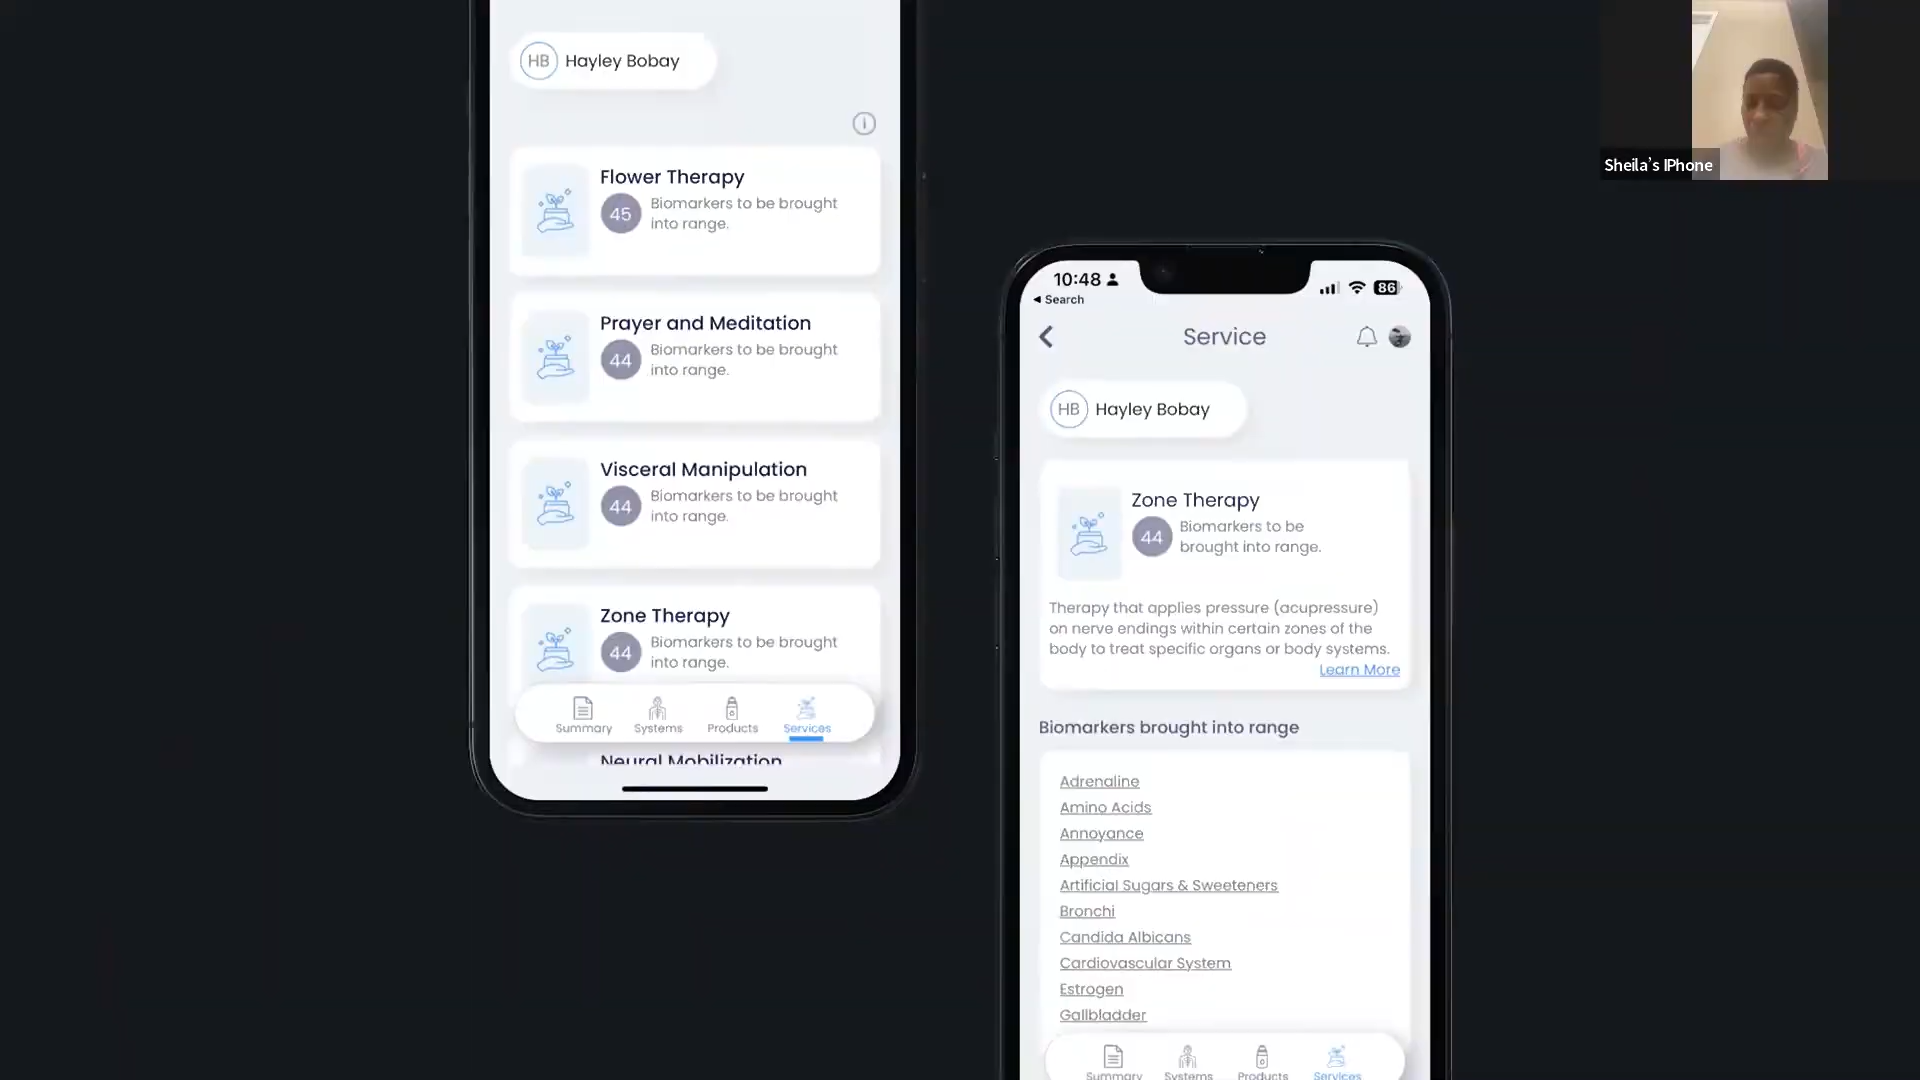 HB Hayley Bobay
Flower Therapy
45
Biomarkers to be brought
into range.
Prayer and Meditation
44
Biomarkers to be brought
into range.
Visceral Manipulation
44
Biomarkers to be brought
into range.
Zone Therapy
44
Biomarkers to be brought
into range.
Summary Systems Products Services
Neural Mobilization
10:48
86
Search
Service
HB Hayley Bobay
Zone Therapy
44
Biomarkers to be
brought into range.
Therapy that applies pressure (acupressure)
on nerve endings within certain zones of the
body to treat specific organs or body systems.
Learn More
Biomarkers brought into range
Adrenaline
Amino Acids
Annoyance
Appendix
Artificial Sugars & Sweeteners
Bronchi
Candida Albicans
Cardiovascular System
Estrogen
Gallbladder
Summary Systems Products Services
Sheila's IPhone